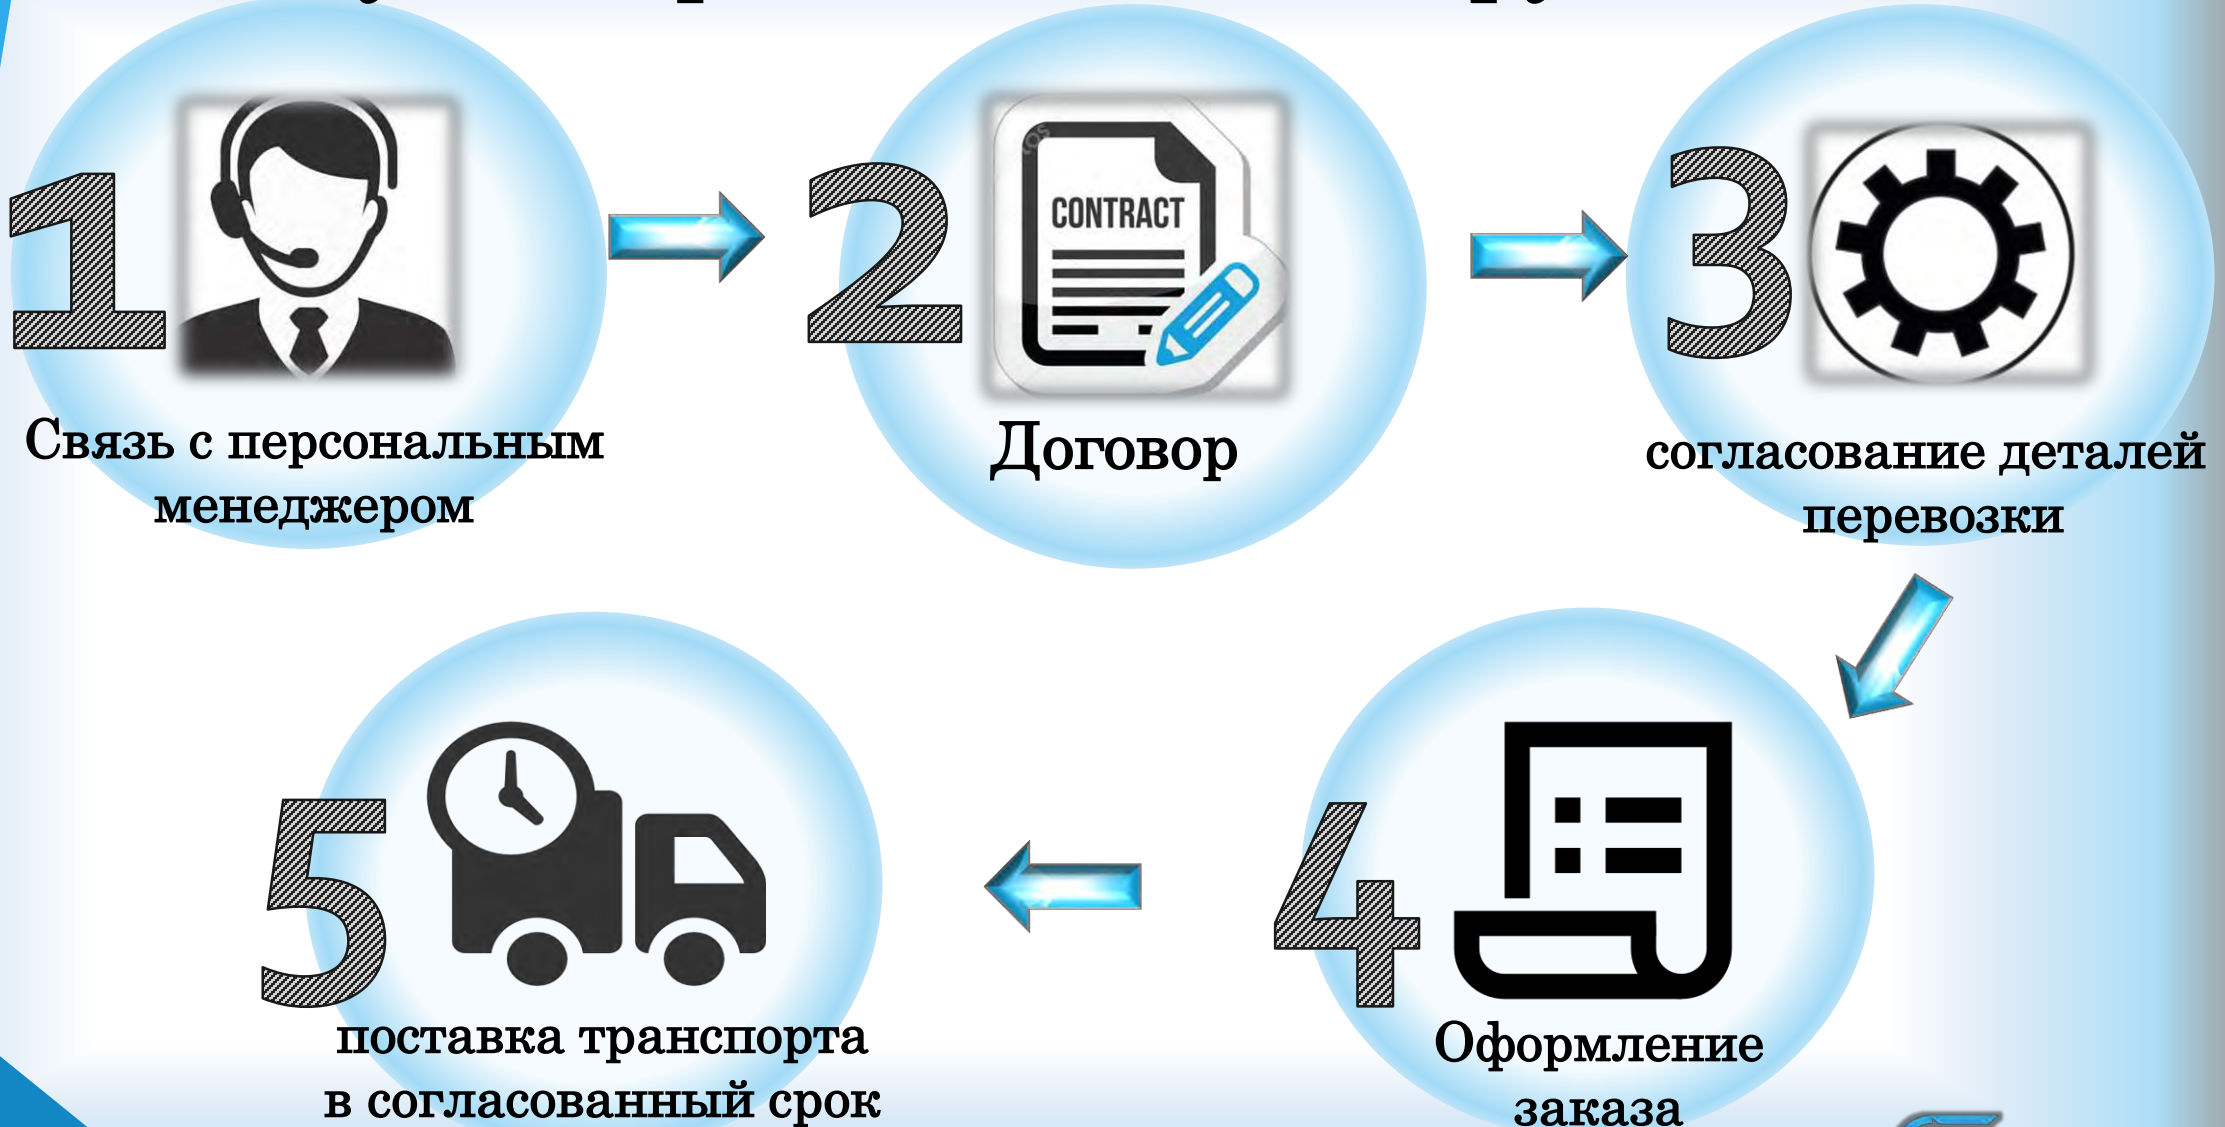 1
Связь с персональным
менеджером
2
CONTRACT
Договор
3
согласование деталей
перевозки
4
Оформление
заказа
5
поставка транспорта
в согласованный срок